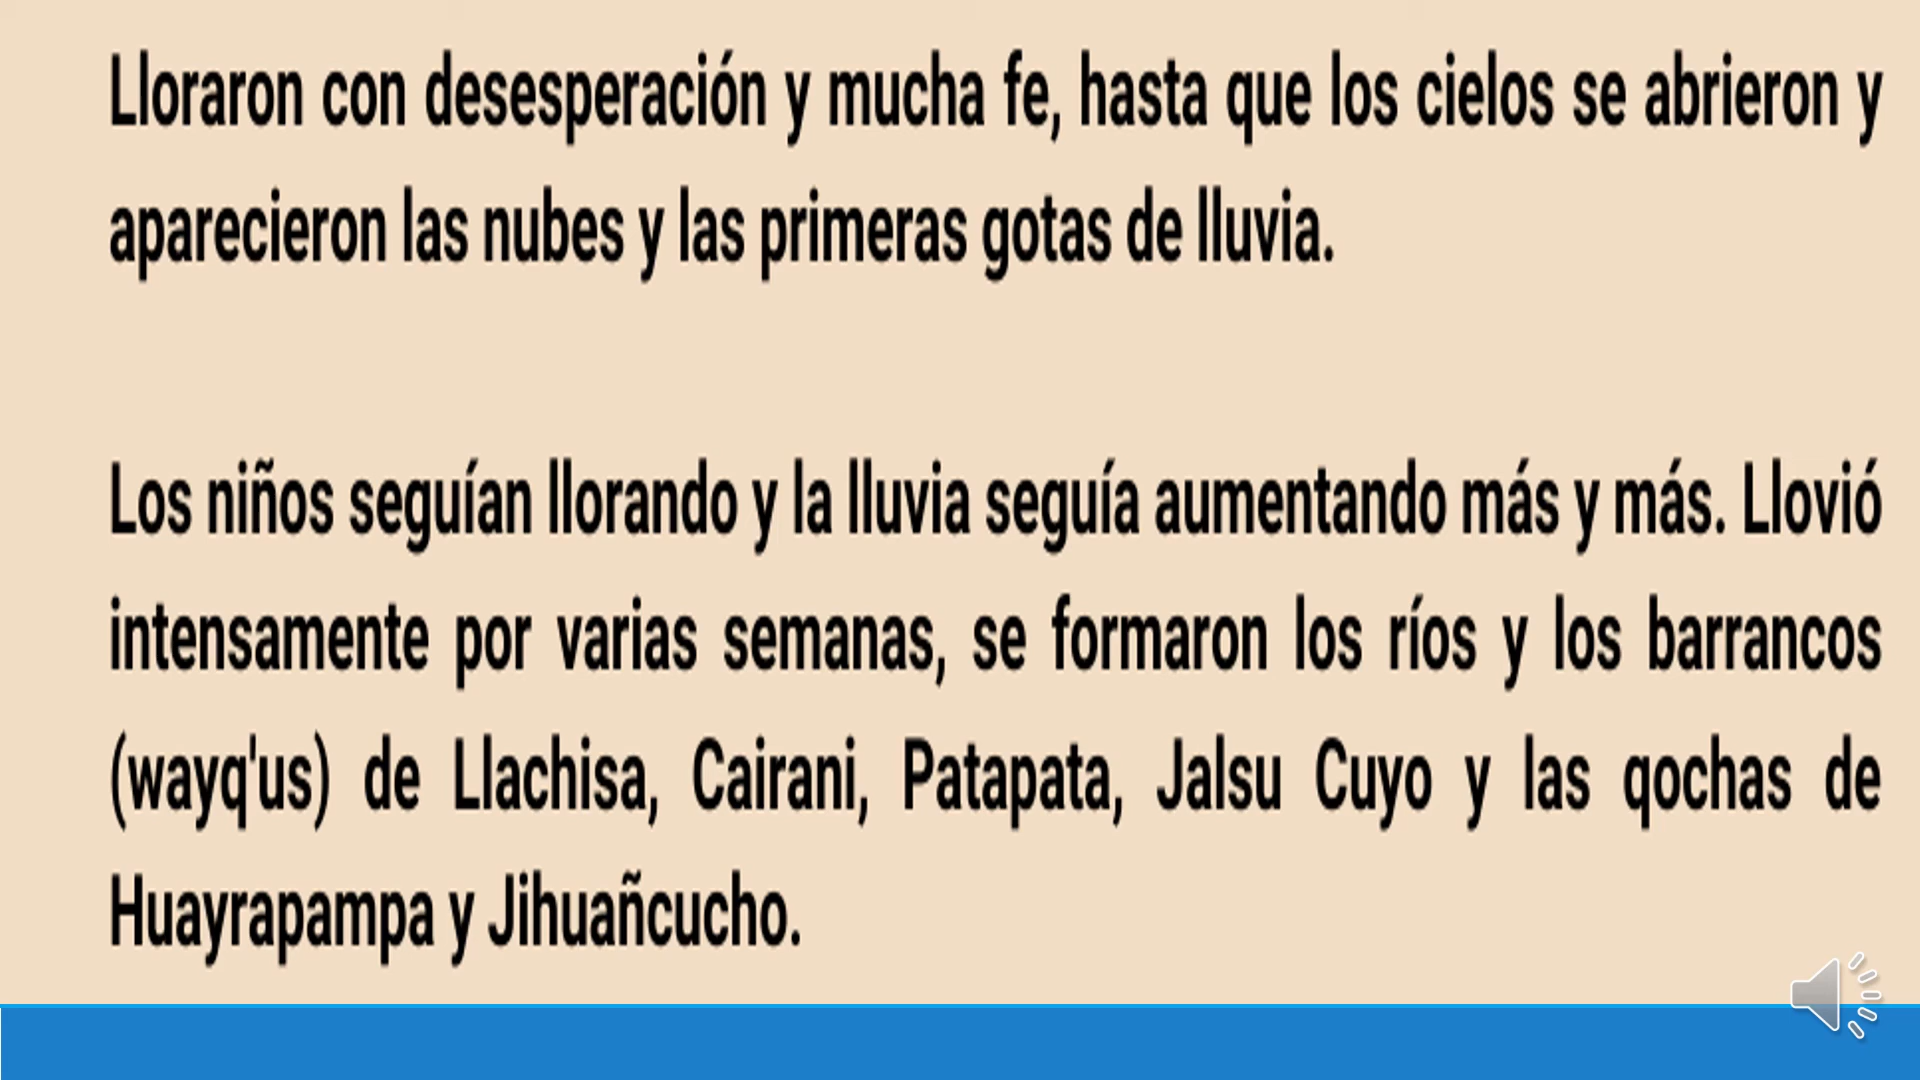 Lloraron con desesperación y mucha fe, hasta que los cielos se abrieron y
aparecieron las nubes y las primeras gotas de lluvia.
Los niños seguían llorando y la lluvia seguía aumentando más y más. Llovió
intensamente por varias semanas, se formaron los ríos y los barrancos
(wayq'us) de Llachisa, Cairani, Patapata, Jalsu Cuyo y las qochas de
Huayrapampa y Jihuañcucho.